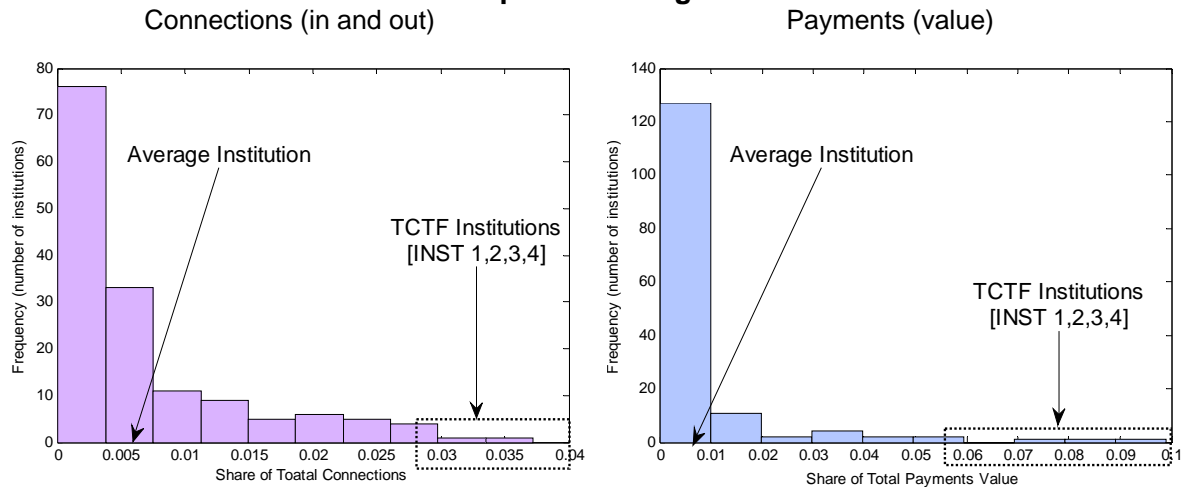 Connections (in and out)
80
70
60
50
40
30
20
10
0
Frequency (number of institutions)
Average Institution
TCTF Institutions
[INST 1,2,3,4]
0 0.005 0.01 0.015 0.02 0.025 0.03 0.035 0.04
Share of Toatal Connections
Payments (value)
140
120
100
80
60
40
20
0
Frequency (number of institutions)
Average Institution
TCTF Institutions
[INST 1,2,3,4]
0 0.01 0.02 0.03 0.04 0.05 0.06 0.07 0.08 0.09 0.1
Share of Total Payments Value